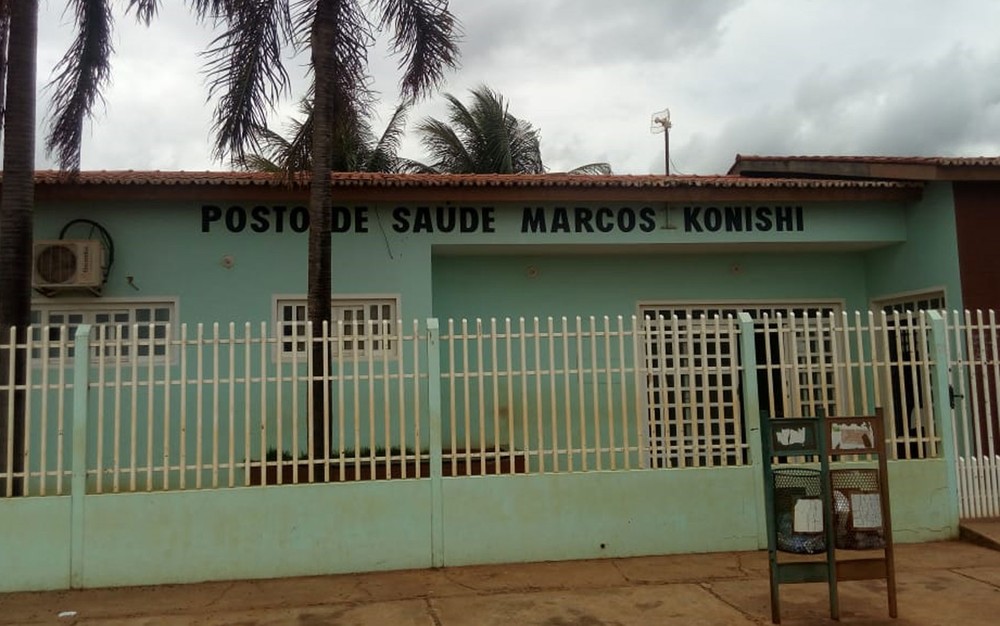 POSTO DE SAÚDE MARCOS KONISHI